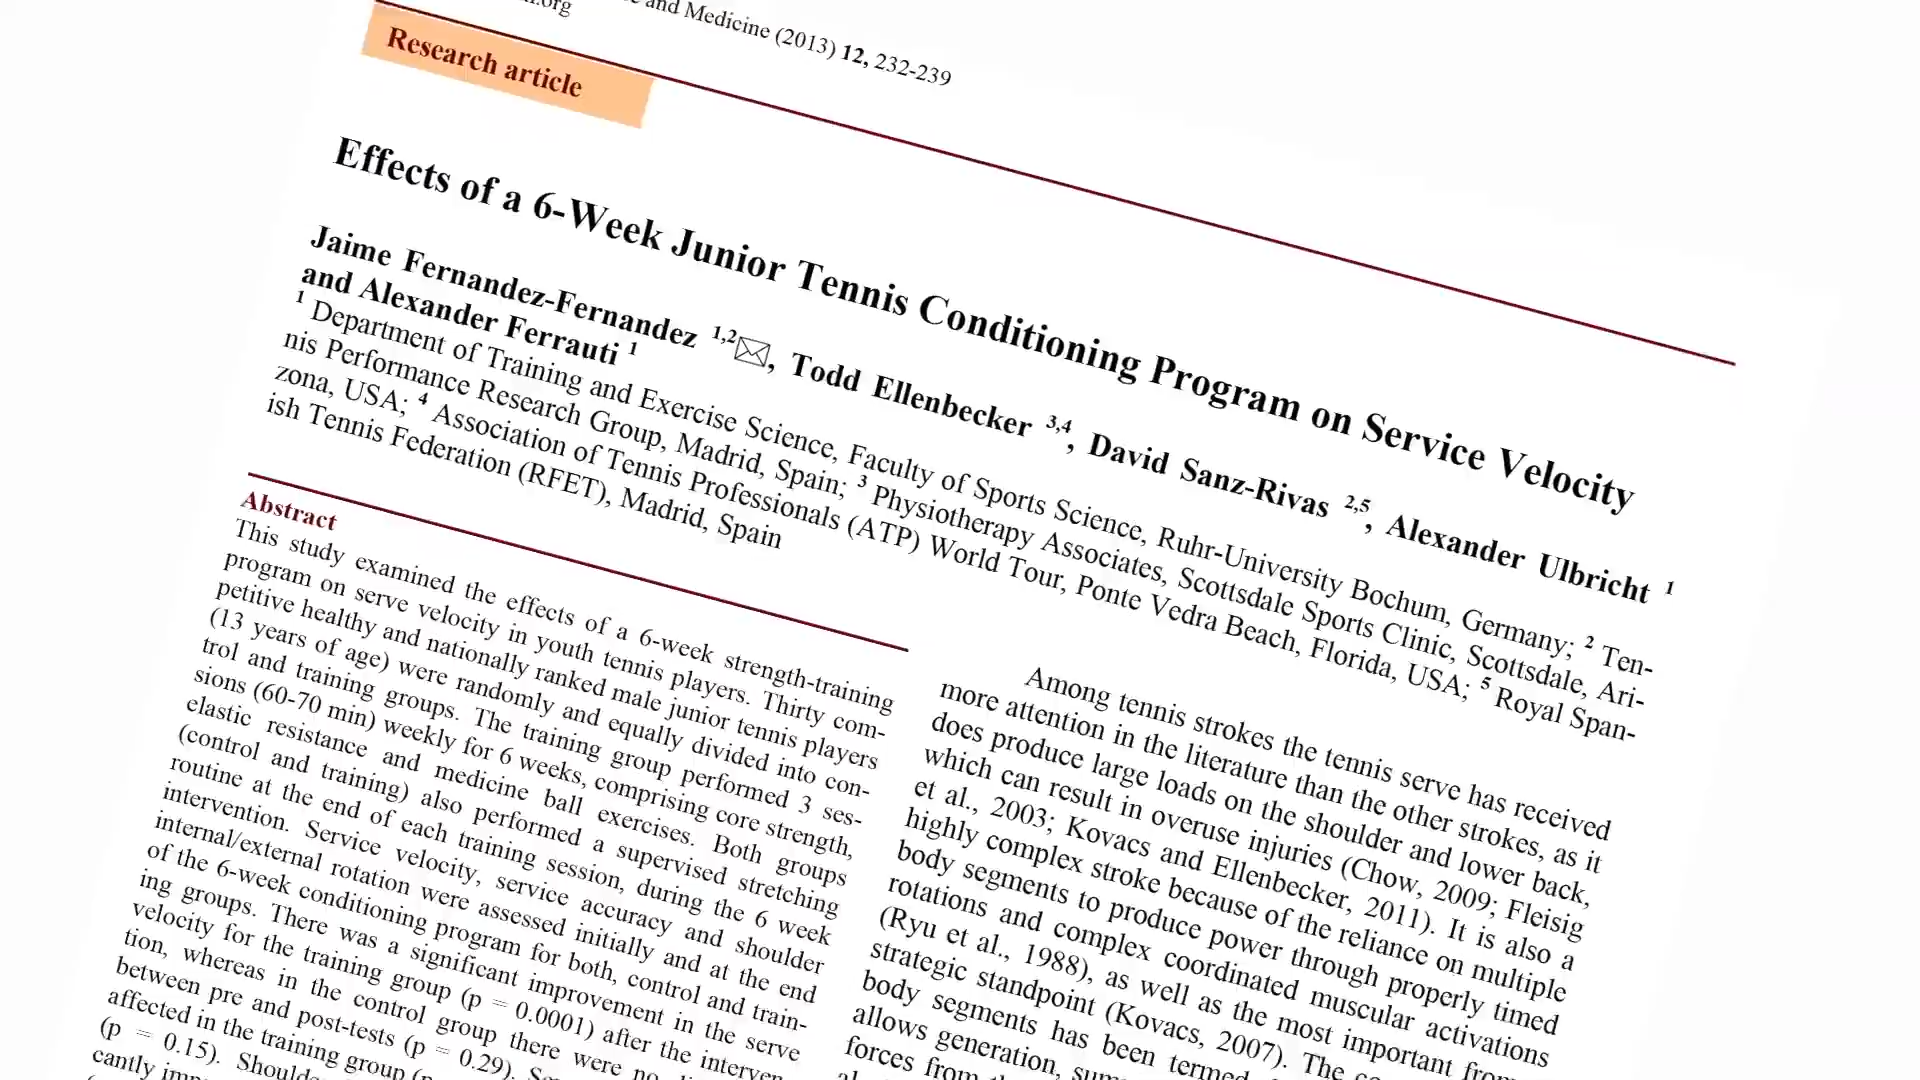 and Medicine (2013) 12, 232-239
Research article
Effects of a 6-Week Junior Tennis Conditioning Program on Service Velocity
Jaime Fernandez-Fernandez 1,2✉, Todd Ellenbecker 3,4, David Sanz-Rivas 2,5, Alexander Ulbricht 1
and Alexander Ferrauti 1
1 Department of Training and Exercise Science, Faculty of Sports Science, Ruhr-University Bochum, Germany; 2 Ten-
nis Performance Research Group, Madrid, Spain; 3 Physiotherapy Associates, Scottsdale Sports Clinic, Scottsdale, Ari-
zona, USA; 4 Association of Tennis Professionals (ATP) World Tour, Ponte Vedra Beach, Florida, USA; 5 Royal Span-
ish Tennis Federation (RFET), Madrid, Spain
Abstract
This study examined the effects of a 6-week strength-training
program on serve velocity in youth tennis players. Thirty com-
petitive healthy and nationally ranked male junior tennis players
(13 years of age) were randomly and equally divided into con-
trol and training groups. The training group performed 3 ses-
sions (60-70 min) weekly for 6 weeks, comprising core strength,
elastic resistance and medicine ball exercises. Both groups
(control and training) also performed a supervised stretching
routine at the end of each training session, during the 6 week
intervention. Service velocity, service accuracy and shoulder
internal/external rotation were assessed initially and at the end
of the 6-week conditioning program for both, control and train-
ing groups. There was a significant improvement in the serve
velocity for the training group (p = 0.0001) after the interven-
tion, whereas in the control group there were no
between pre and post-tests (p = 0.29).
affected in the training group
(p = 0.15).
Among tennis strokes the tennis serve has received
more attention in the literature than the other strokes, as it
does produce large loads on the shoulder and lower back,
which can result in overuse injuries (Chow, 2009; Fleisig
et al., 2003; Kovacs and Ellenbecker, 2011). It is also a
highly complex stroke because of the reliance on multiple
body segments to produce power through properly timed
rotations and complex coordinated muscular activations
(Ryu et al., 1988), as well as the most important from
strategic standpoint (Kovacs, 2007). The
body segments has been termed
allows generation,
forces from